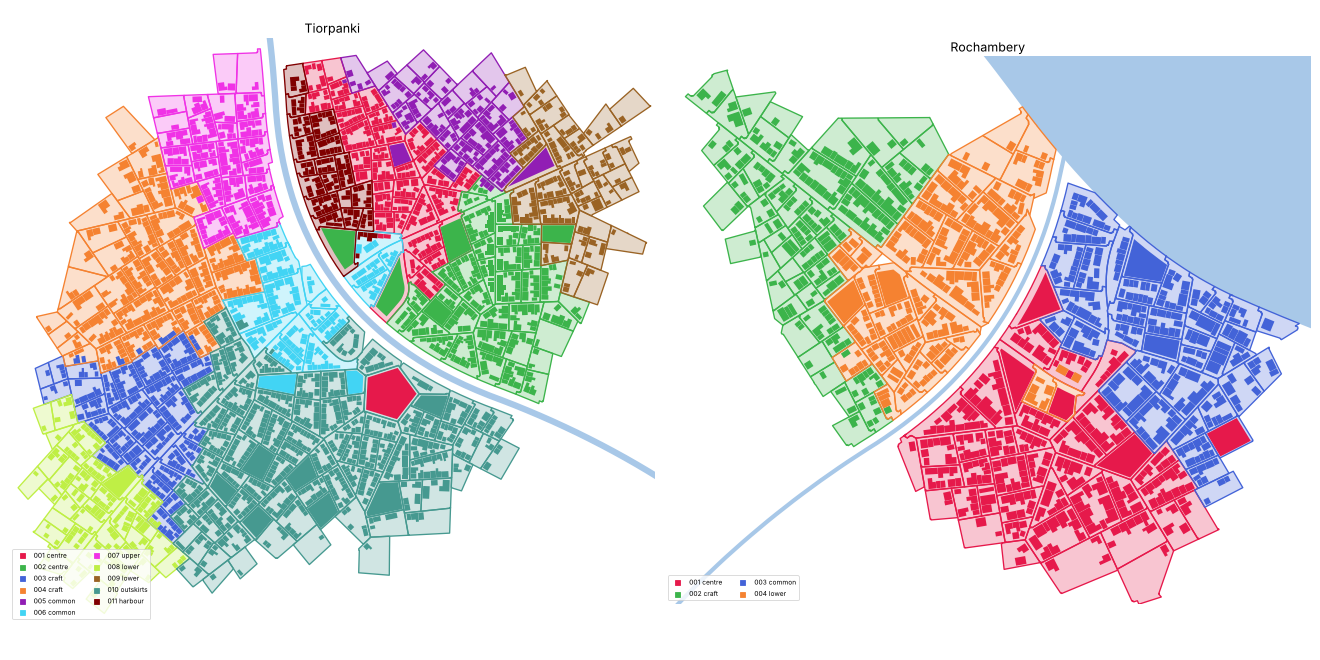 Tiorpanki
Rochambery
001 centre
002 centre
003 craft
004 craft
005 common
006 common
007 upper
008 lower
009 lower
010 outskirts
011 harbour
001 centre
002 craft
003 common
004 lower